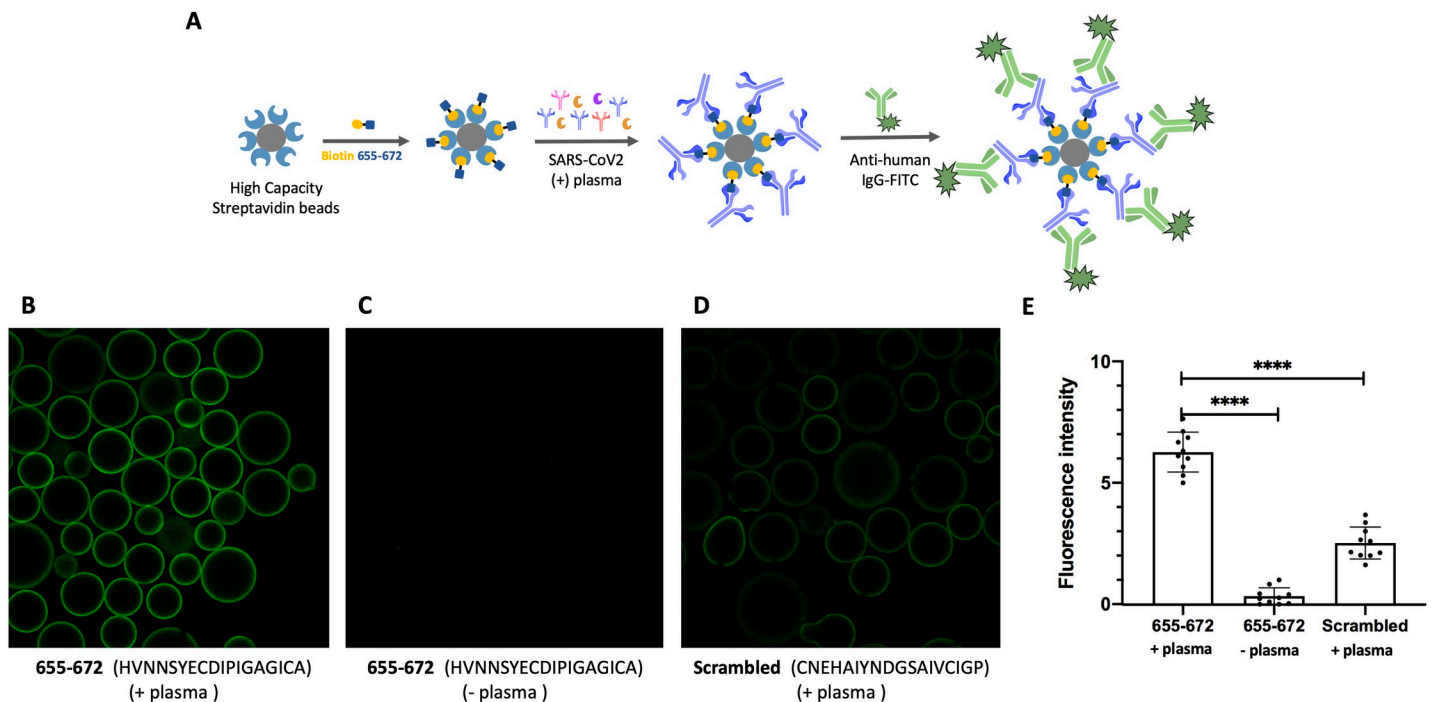 A
Biotin 655-672
High Capacity
Streptavidin beads
SARS-CoV2
(+) plasma
Anti-human
IgG-FITC
B
C
D
E
655-672 (HVNNSYECDIPIGAGICA)
(+ plasma )
655-672 (HVNNSYECDIPIGAGICA)
(- plasma )
Scrambled (CNEHAIYNDGSAIVCIGP)
(+ plasma )
Fluorescence intensity
10
5
0
****
****
655-672
+ plasma
655-672
- plasma
Scrambled
+ plasma